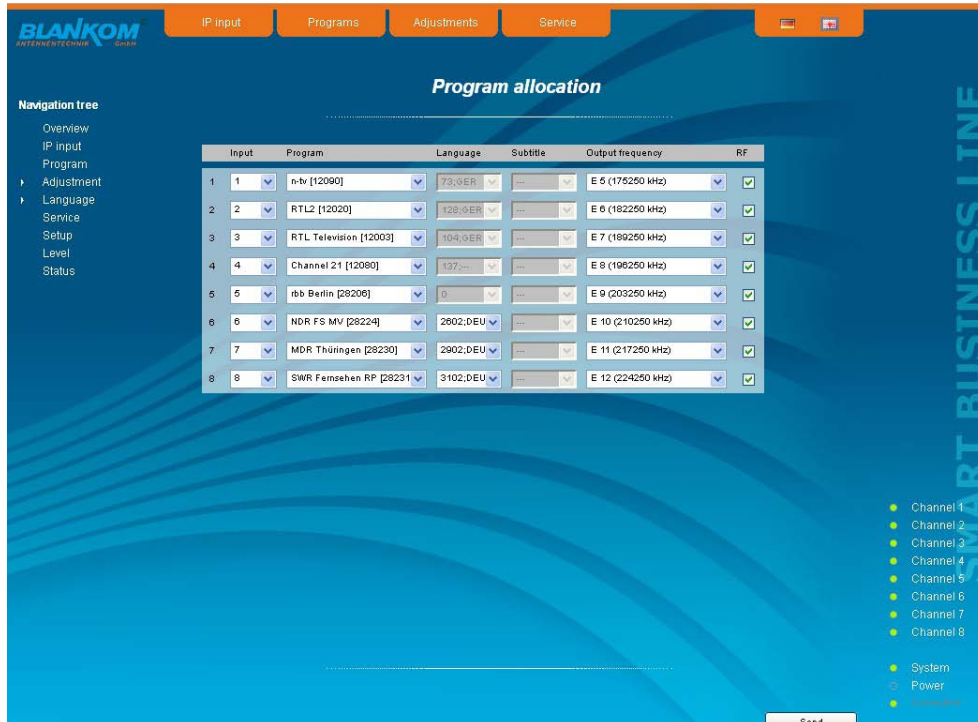 BLANKOM
ANTENNENTECHNIK GmbH
IP input Programs Adjustments Service
Program allocation
Navigation tree
Overview
IP input
Program
Adjustment
Language
Service
Setup
Level
Status
Input Program Language Subtitle Output frequency RF
1 1 n-tv [12090] 73;GER --- E 5 (175250 kHz)
2 2 RTL2 [12020] 128;GER --- E 6 (182250 kHz)
3 3 RTL Television [12003] 104;GER --- E 7 (189250 kHz)
4 4 Channel 21 [12080] 137;-- --- E 8 (196250 kHz)
5 5 rbb Berlin [28206] 0 --- E 9 (203250 kHz)
6 6 NDR FS MV [28224] 2602;DEU --- E 10 (210250 kHz)
7 7 MDR Thüringen [28230] 2902;DEU --- E 11 (217250 kHz)
8 8 SWR Fernsehen RP [28231 3102;DEU --- E 12 (224250 kHz)
SMART BUSINESS LINE
Channel 1
Channel 2
Channel 3
Channel 4
Channel 5
Channel 6
Channel 7
Channel 8
System
Power
Send